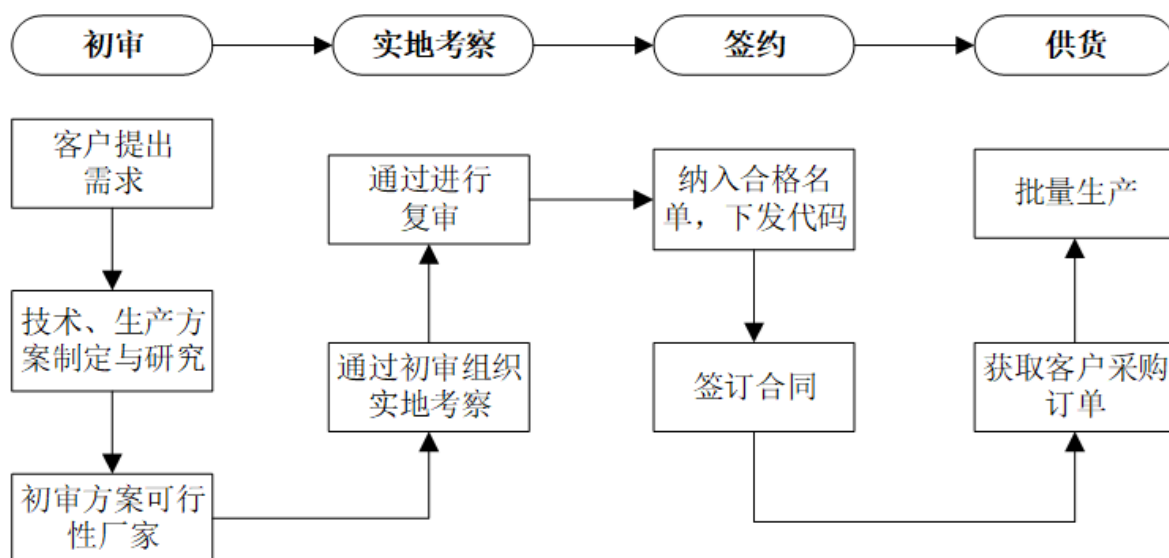 初审
实地考察
签约
供货
客户提出
需求
技术、生产方
案制定与研究
初审方案可行
性厂家
通过初审组织
实地考察
通过进行
复审
纳入合格名
单，下发代码
签订合同
获取客户采购
订单
批量生产